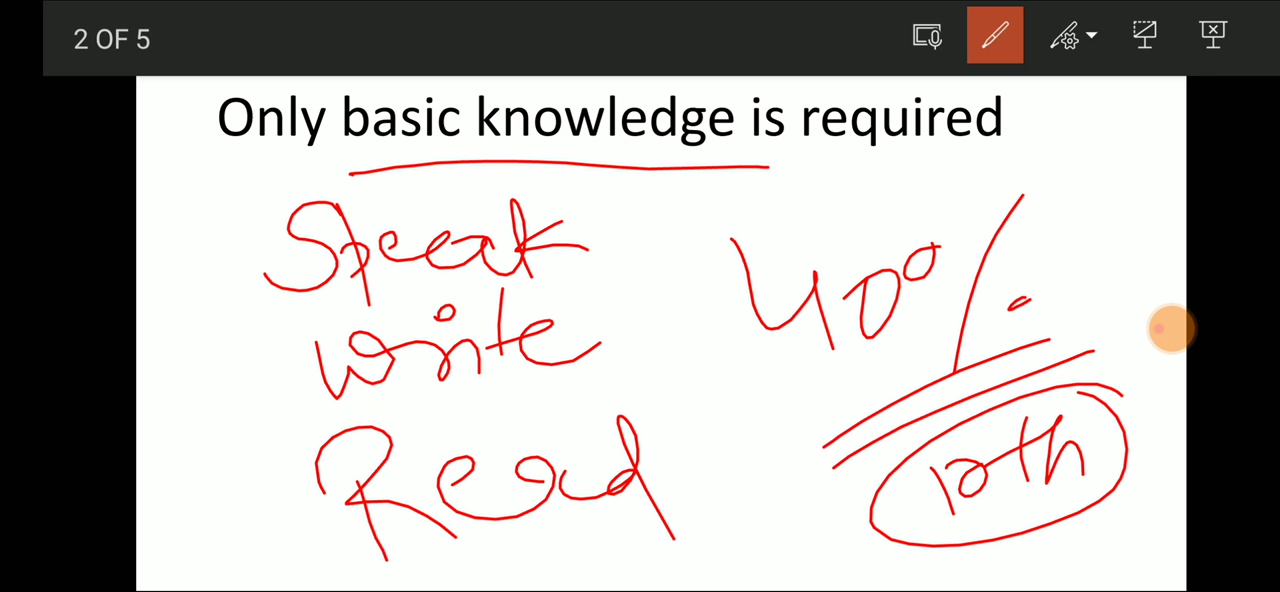 2 OF 5
Only basic knowledge is required
Speak
write
Read
40%
10th